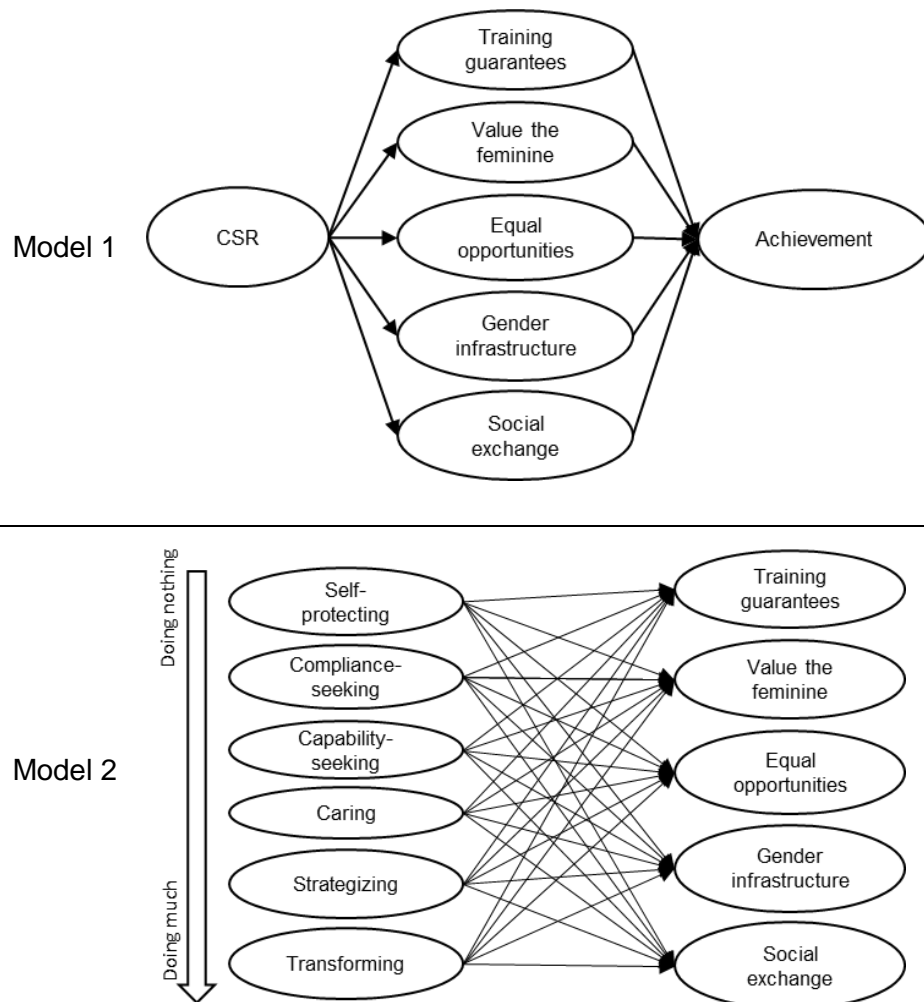 Training
guarantees
Value the
feminine
Model 1
CSR
Equal
opportunities
Achievement
Gender
infrastructure
Social
exchange
Doing nothing
Self-
protecting
Training
guarantees
Compliance-
seeking
Value the
feminine
Model 2
Capability-
seeking
Equal
opportunities
Caring
Strategizing
Gender
infrastructure
Doing much
Transforming
Social
exchange